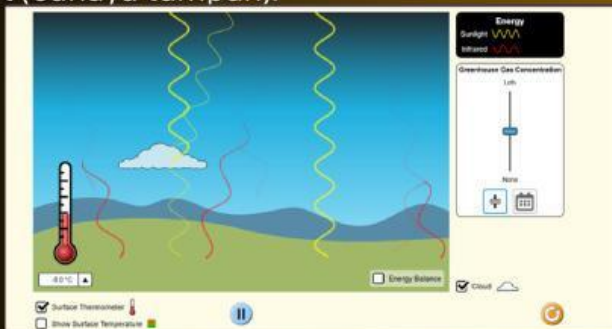 Energy
Sunlight
Infrared
Greenhouse Gas Concentration
Lots
None
Energy Balance
Cloud
Surface Thermometer
Show Surface Temperature